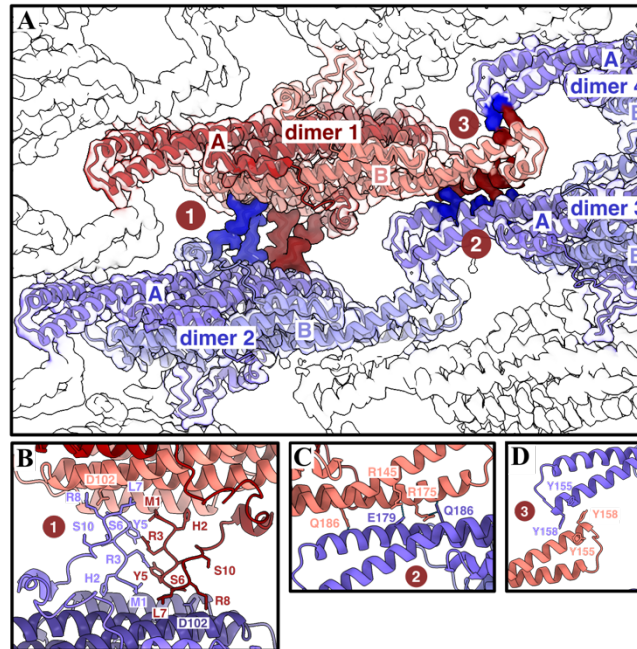 A
dimer 1
A
B
1
3
A
dimer 4
B
A
dimer 3
B
2
A
dimer 2
B
B
1
D102
R8
L7
M1
S10
S6
Y5
H2
R3
R3
H2
Y5
S6
S10
M1
L7
R8
D102
C
R145
R175
Q186
E179
Q186
2
D
Y155
3
Y158
Y158
Y155